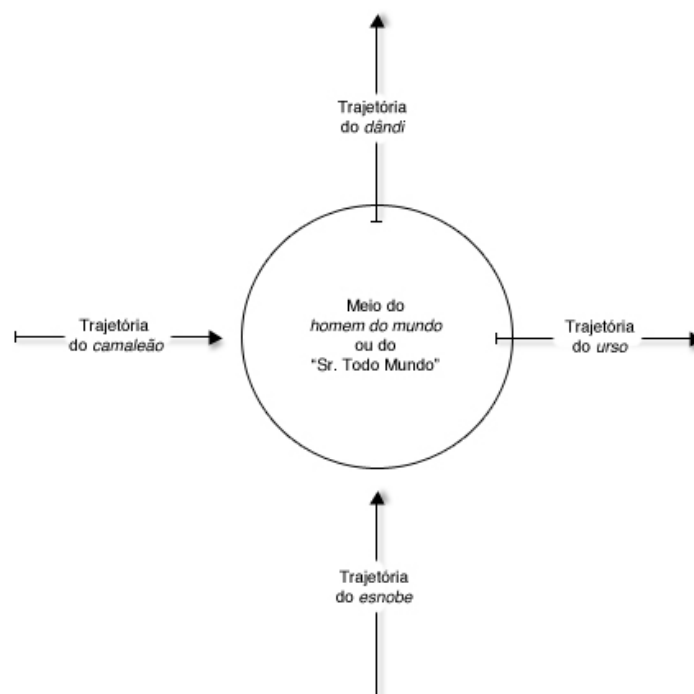 Trajetória
do dândi
Meio do
homem do mundo
ou do
“Sr. Todo Mundo”
Trajetória
do camaleão
Trajetória
do urso
Trajetória
do esnobe